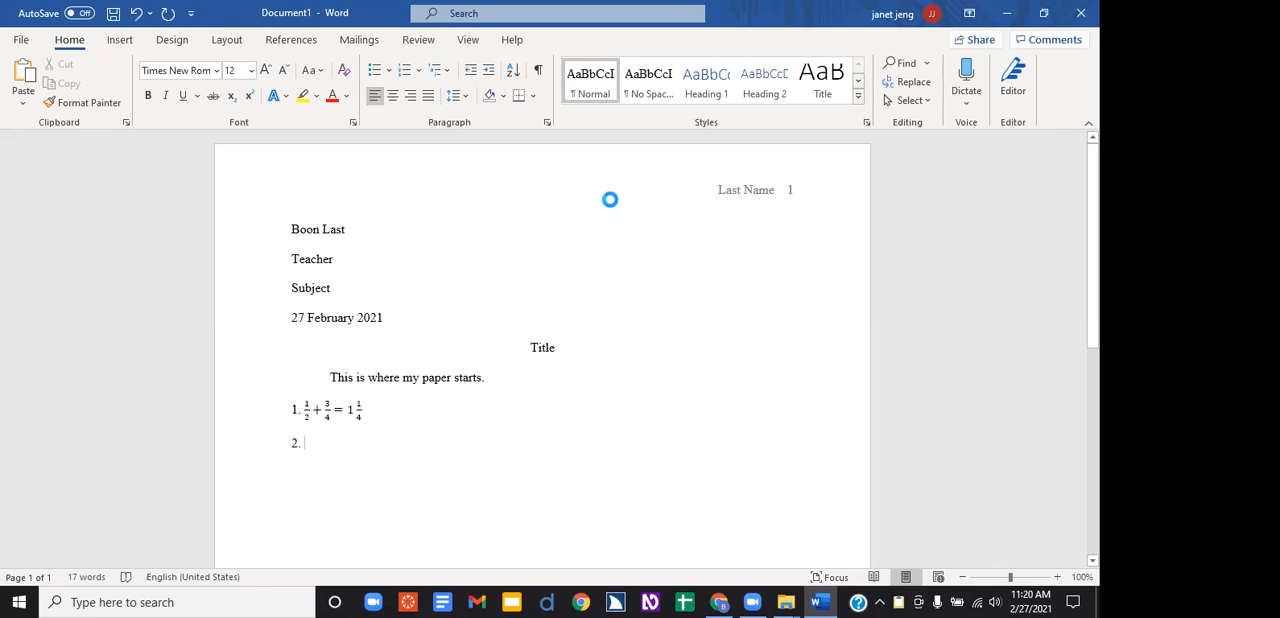 AutoSave Off Document1 - Word Search janet jeng JJ
File Home Insert Design Layout References Mailings Review View Help Share Comments
Paste Cut Copy Format Painter
Times New Rom 12 Aa
AaBbCcI AaBbCcI AaBbCc AaBbCcD AaB
¶ Normal ¶ No Spac... Heading 1 Heading 2 Title
Find Replace Select Dictate Editor
Clipboard Font Paragraph Styles Editing Voice Editor
Last Name 1
Boon Last
Teacher
Subject
27 February 2021
Title
This is where my paper starts.
1. 1/2 + 3/4 = 1 1/4
2.
Page 1 of 1 17 words English (United States) Focus 100%
Type here to search 11:20 AM
2/27/2021